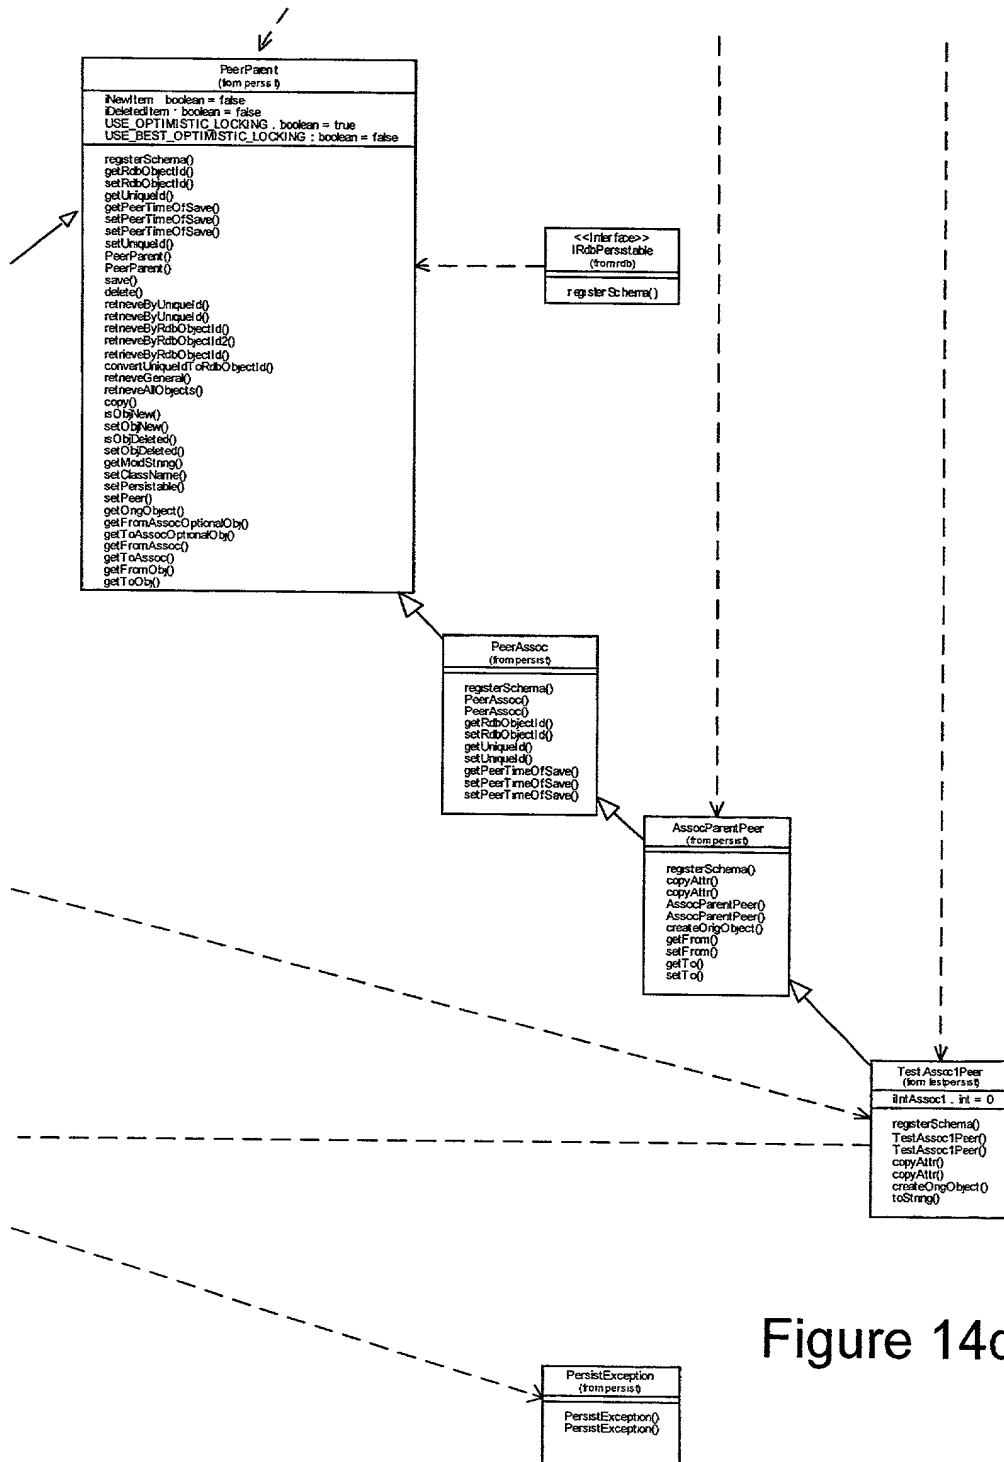 PeerParent
(from persist)
iNewItem boolean = false
iDeletedItem : boolean = false
USE_OPTIMISTIC_LOCKING . boolean = true
USE_BEST_OPTIMISTIC_LOCKING : boolean = false
registerSchema()
getRdbObjectId()
setRdbObjectId()
getUniqueId()
getPeerTimeOfSave()
setPeerTimeOfSave()
setPeerTimeOfSave()
setUniqueId()
PeerParent()
PeerParent()
save()
delete()
retrieveByUniqueId()
retrieveByUniqueId()
retrieveByRdbObjectId()
retrieveByRdbObjectId2()
retrieveByRdbObjectId()
convertUniqueIdToRdbObjectId()
retrieveGeneral()
retrieveAllObjects()
copy()
isObjNew()
setObjNew()
isObjDeleted()
setObjDeleted()
getModString()
setClassName()
setPersistable()
setPeer()
getOrigObject()
getFromAssocOptionalObj()
getToAssocOptionalObj()
getFromAssoc()
getToAssoc()
getFromObj()
getToObj()
<<Interface>>
IRdbPersistable
(from rdb)
registerSchema()
PeerAssoc
(from persist)
registerSchema()
PeerAssoc()
PeerAssoc()
getRdbObjectId()
setRdbObjectId()
getUniqueId()
setUniqueId()
getPeerTimeOfSave()
setPeerTimeOfSave()
setPeerTimeOfSave()
AssocParentPeer
(from persist)
registerSchema()
copyAttr()
copyAttr()
AssocParentPeer()
AssocParentPeer()
createOrigObject()
getFrom()
setFrom()
getTo()
setTo()
TestAssoc1Peer
(from testpersist)
iIntAssoc1 . int = 0
registerSchema()
TestAssoc1Peer()
TestAssoc1Peer()
copyAttr()
copyAttr()
createOrigObject()
toString()
Figure 14d
PersistException
(from persist)
PersistException()
PersistException()